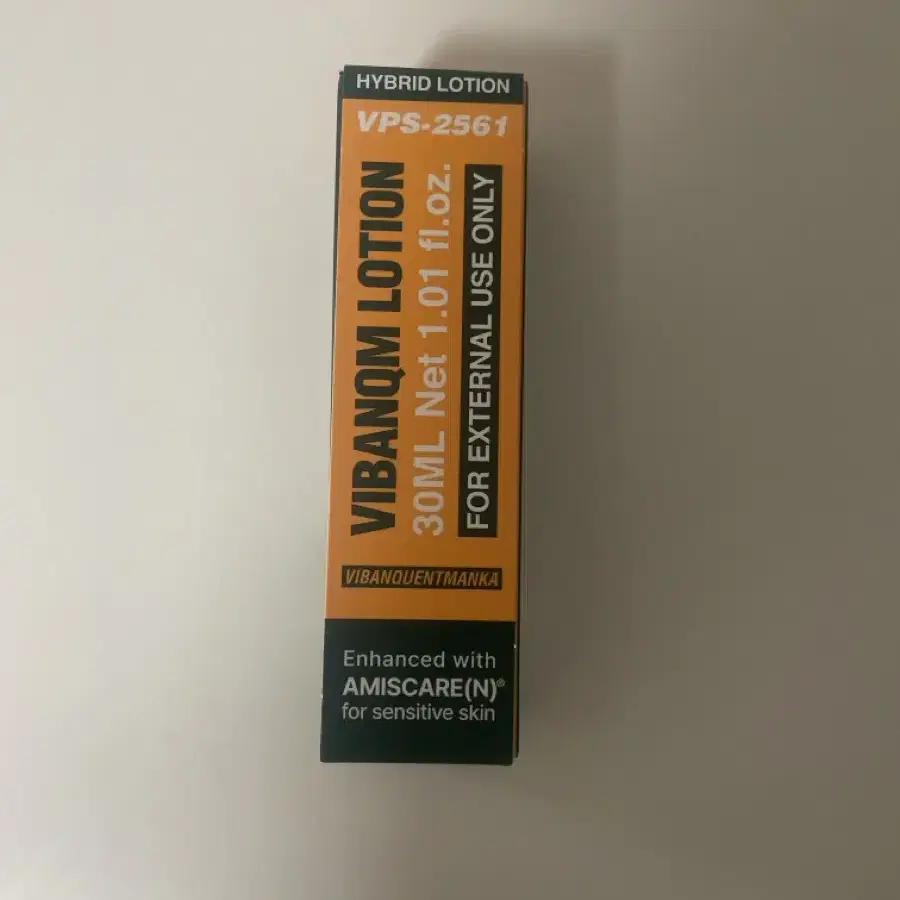 HYBRID LOTION
VPS-2561
VIBANQM LOTION
30ML Net 1.01 fl.oz.
FOR EXTERNAL USE ONLY
VIBANQUENTMANKA
Enhanced with
AMISCARE(N)®
for sensitive skin